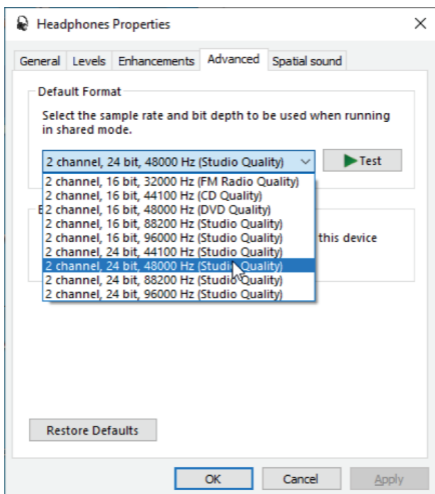 Headphones Properties
General Levels Enhancements Advanced Spatial sound
Default Format
Select the sample rate and bit depth to be used when running
in shared mode.
2 channel, 24 bit, 48000 Hz (Studio Quality)
Test
2 channel, 16 bit, 32000 Hz (FM Radio Quality)
2 channel, 16 bit, 44100 Hz (CD Quality)
2 channel, 16 bit, 48000 Hz (DVD Quality)
2 channel, 16 bit, 88200 Hz (Studio Quality)
2 channel, 16 bit, 96000 Hz (Studio Quality)
this device
2 channel, 24 bit, 44100 Hz (Studio Quality)
2 channel, 24 bit, 48000 Hz (Studio Quality)
2 channel, 24 bit, 88200 Hz (Studio Quality)
2 channel, 24 bit, 96000 Hz (Studio Quality)
Restore Defaults
OK Cancel Apply